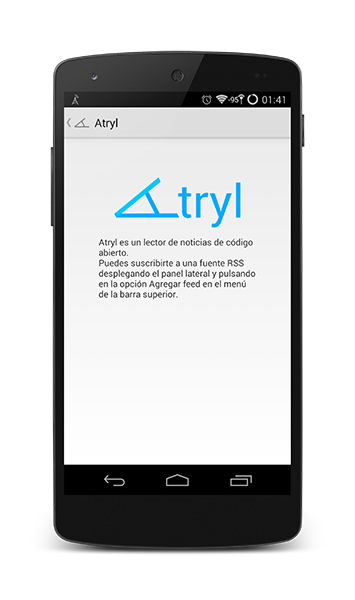 -95 01:41
Atryl
Atryl
Atryl es un lector de noticias de código
abierto.
Puedes suscribirte a una fuente RSS
desplegando el panel lateral y pulsando
en la opción Agregar feed en el menú
de la barra superior.